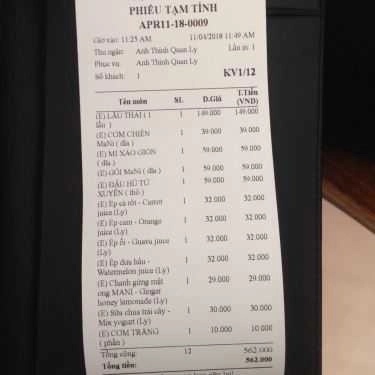 PHIẾU TẠM TÍNH
APR11-18-0009
Giờ vào: 11:25 AM 11/04/2018 11:49 AM
Thu ngân: Anh Thinh Quan Ly Lần in: 1
Phục vụ: Anh Thinh Quan Ly
Số khách: 1 KV1/12
Tên món SL Đ.Giá T.Tiền (VND)
(E) LẨU THÁI ( 1 1 149.000 149.000
lẩu )
(E) CƠM CHIÊN 1 39.000 39.000
MaNi ( dĩa )
(E) MÌ XÀO GIÒN 1 59.000 59.000
( dĩa )
(E) GỎI MaNi ( dĩa ) 1 59.000 59.000
(E) ĐẬU HŨ TỨ 1 59.000 59.000
XUYÊN ( thố )
(E) Ép cà rốt - Carrot 1 32.000 32.000
juice (Ly)
(E) Ép cam - Orange 1 32.000 32.000
juice (Ly)
(E) Ép ổi - Guava juice 1 32.000 32.000
(Ly)
(E) Ép dưa hấu - 1 32.000 32.000
Watermelon juice (Ly)
(E) Chanh gừng mật 1 29.000 29.000
ong MANI - Ginger
honey lemonade (Ly)
(E) Sữa chua trái cây - 1 30.000 30.000
Mix yogurt (Ly)
(E) CƠM TRẮNG 1 10.000 10.000
( phần )
Tổng cộng: 12 562.000
Tổng tiền: 562.000